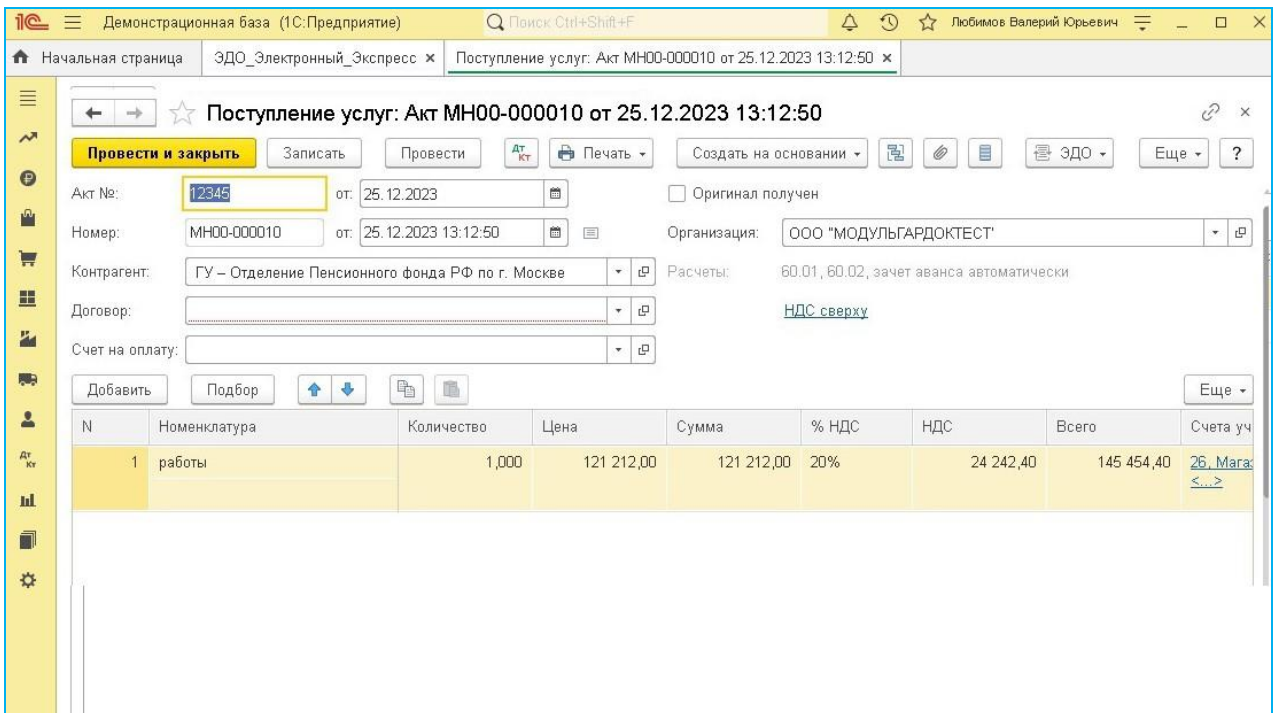 1С Демонстрационная база (1С:Предприятие) Поиск Ctrl+Shift+F Любимов Валерий Юрьевич
Начальная страница ЭДО_Электронный_Экспресс × Поступление услуг: Акт МН00-000010 от 25.12.2023 13:12:50 ×
Поступление услуг: Акт МН00-000010 от 25.12.2023 13:12:50
Провести и закрыть Записать Провести Дт Кт Печать Создать на основании ЭДО Еще ?
Акт №: 12345 от: 25.12.2023 Оригинал получен
Номер: МН00-000010 от: 25.12.2023 13:12:50 Организация: ООО "МОДУЛЬГАРДОКТЕСТ"
Контрагент: ГУ – Отделение Пенсионного фонда РФ по г. Москве Расчеты: 60.01, 60.02, зачет аванса автоматически
Договор: НДС сверху
Счет на оплату:
Добавить Подбор Еще
N Номенклатура Количество Цена Сумма % НДС НДС Всего Счета уч
1 работы 1,000 121 212,00 121 212,00 20% 24 242,40 145 454,40 26, Мага
<...>
Дт Кт